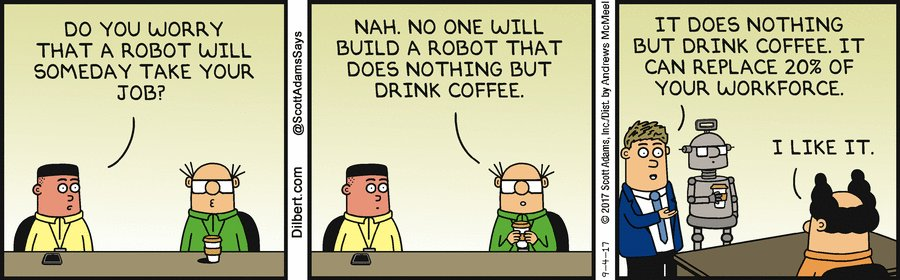 DO YOU WORRY
THAT A ROBOT WILL
SOMEDAY TAKE YOUR
JOB?
Dilbert.com @ScottAdamsSays
NAH. NO ONE WILL
BUILD A ROBOT THAT
DOES NOTHING BUT
DRINK COFFEE.
9-4-17 © 2017 Scott Adams, Inc./Dist. by Andrews McMeel
IT DOES NOTHING
BUT DRINK COFFEE. IT
CAN REPLACE 20% OF
YOUR WORKFORCE.
I LIKE IT.